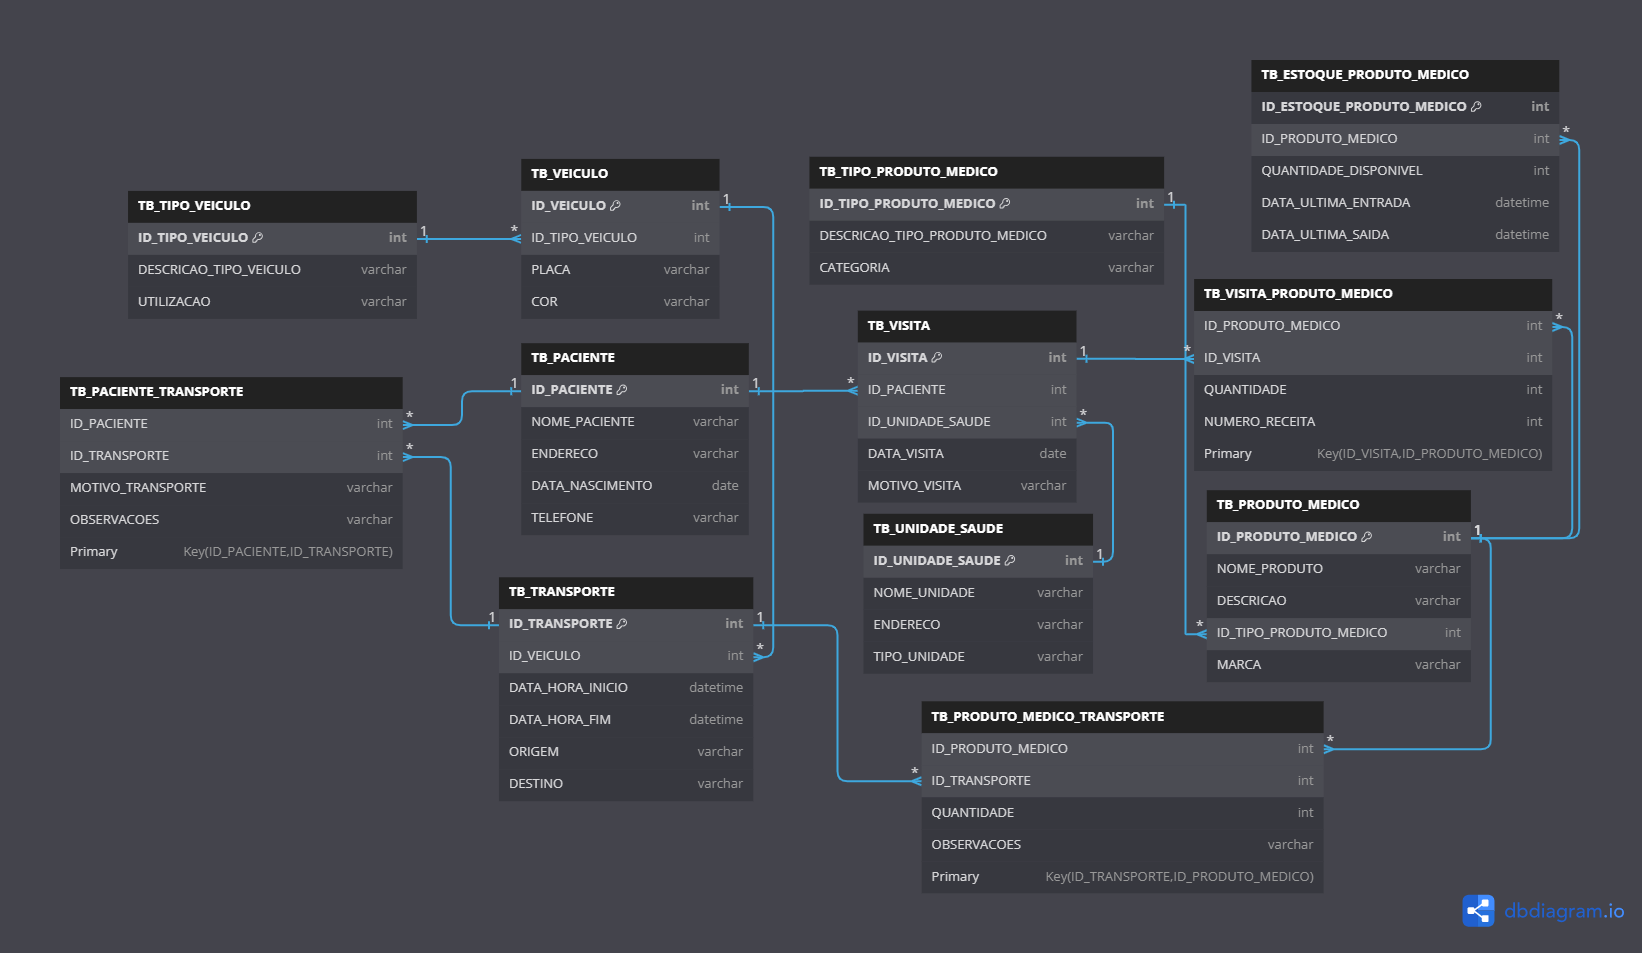 TB_ESTOQUE_PRODUTO_MEDICO
ID_ESTOQUE_PRODUTO_MEDICO int
ID_PRODUTO_MEDICO int
QUANTIDADE_DISPONIVEL int
DATA_ULTIMA_ENTRADA datetime
DATA_ULTIMA_SAIDA datetime
TB_TIPO_VEICULO
ID_TIPO_VEICULO int
DESCRICAO_TIPO_VEICULO varchar
UTILIZACAO varchar
1
*
TB_VEICULO
ID_VEICULO int
ID_TIPO_VEICULO int
PLACA varchar
COR varchar
1
TB_TIPO_PRODUTO_MEDICO
ID_TIPO_PRODUTO_MEDICO int
DESCRICAO_TIPO_PRODUTO_MEDICO varchar
CATEGORIA varchar
1
*
TB_VISITA_PRODUTO_MEDICO
ID_PRODUTO_MEDICO int
ID_VISITA int
QUANTIDADE int
NUMERO_RECEITA int
Primary Key(ID_VISITA,ID_PRODUTO_MEDICO)
*
*
TB_VISITA
ID_VISITA int
ID_PACIENTE int
ID_UNIDADE_SAUDE int
DATA_VISITA date
MOTIVO_VISITA varchar
1
*
*
TB_PACIENTE
ID_PACIENTE int
NOME_PACIENTE varchar
ENDERECO varchar
DATA_NASCIMENTO date
TELEFONE varchar
1
1
TB_PACIENTE_TRANSPORTE
ID_PACIENTE int
ID_TRANSPORTE int
MOTIVO_TRANSPORTE varchar
OBSERVACOES varchar
Primary Key(ID_PACIENTE,ID_TRANSPORTE)
*
*
TB_UNIDADE_SAUDE
ID_UNIDADE_SAUDE int
NOME_UNIDADE varchar
ENDERECO varchar
TIPO_UNIDADE varchar
1
TB_PRODUTO_MEDICO
ID_PRODUTO_MEDICO int
NOME_PRODUTO varchar
DESCRICAO varchar
ID_TIPO_PRODUTO_MEDICO int
MARCA varchar
1
*
TB_TRANSPORTE
ID_TRANSPORTE int
ID_VEICULO int
DATA_HORA_INICIO datetime
DATA_HORA_FIM datetime
ORIGEM varchar
DESTINO varchar
1
1
*
TB_PRODUTO_MEDICO_TRANSPORTE
ID_PRODUTO_MEDICO int
ID_TRANSPORTE int
QUANTIDADE int
OBSERVACOES varchar
Primary Key(ID_TRANSPORTE,ID_PRODUTO_MEDICO)
*
*
dbdiagram.io